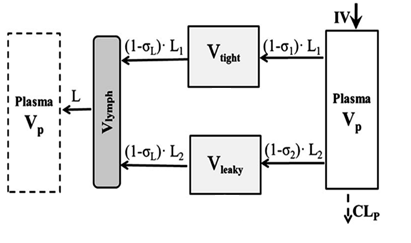 IV
(1-σL)· L1
Vtight
(1-σ1)· L1
Plasma
Vp
L
Vlymph
Plasma
Vp
(1-σL)· L2
Vleaky
(1-σ2)· L2
CLP